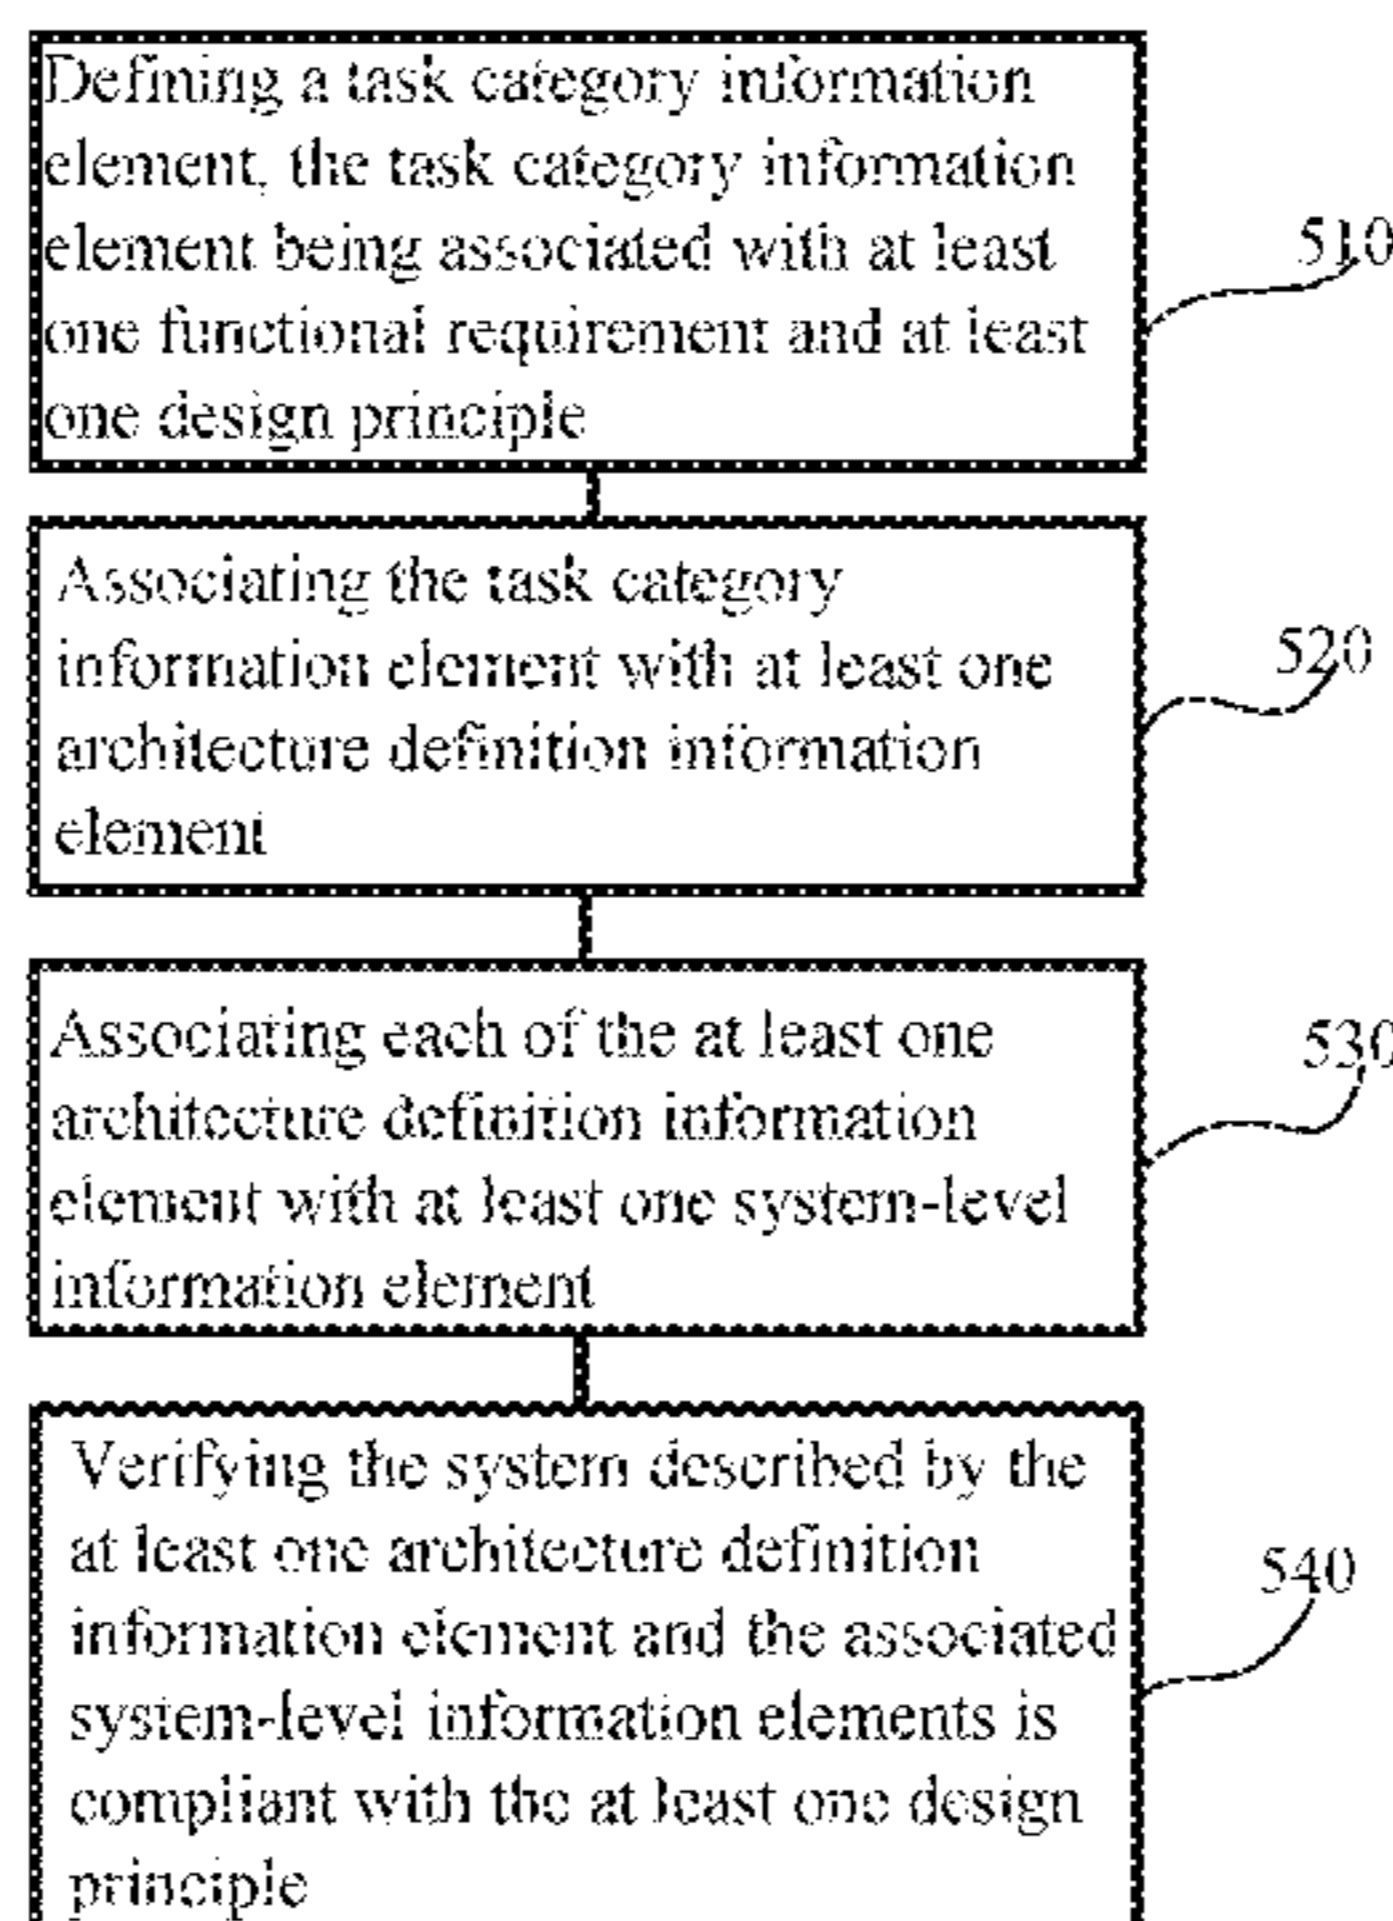 Defining a task category information
element, the task category information
element being associated with at least
one functional requirement and at least
one design principle
510
Associating the task category
information element with at least one
architecture definition information
element
520
Associating each of the at least one
architecture definition information
element with at least one system-level
information element
530
Verifying the system described by the
at least one architecture definition
information element and the associated
system-level information elements is
compliant with the at least one design
principle
540